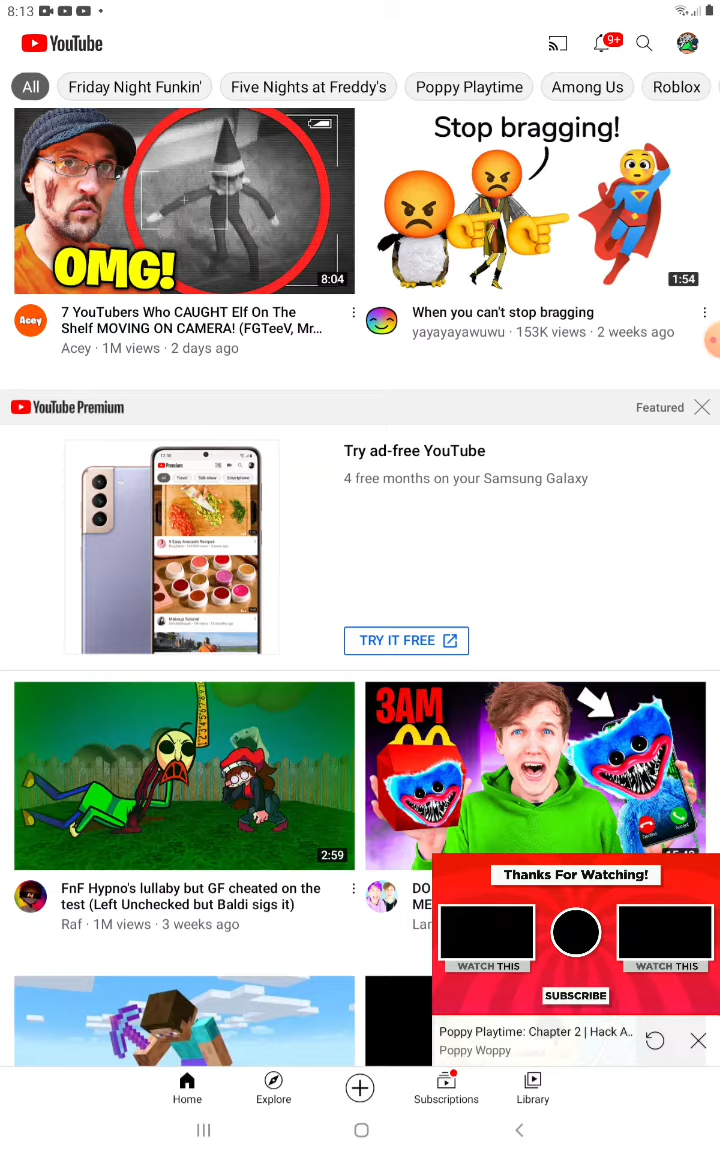 8:13
YouTube
9+
All
Friday Night Funkin'
Five Nights at Freddy's
Poppy Playtime
Among Us
Roblox
OMG!
8:04
Stop bragging!
1:54
Acey
7 YouTubers Who CAUGHT Elf On The
Shelf MOVING ON CAMERA! (FGTeeV, Mr...
Acey · 1M views · 2 days ago
When you can't stop bragging
yayayayawuwu · 153K views · 2 weeks ago
YouTube Premium
Featured
Try ad-free YouTube
4 free months on your Samsung Galaxy
Premium
TRY IT FREE
2:59
3AM
FnF Hypno's lullaby but GF cheated on the
test (Left Unchecked but Baldi sigs it)
Raf · 1M views · 3 weeks ago
DO
ME
Lar
Thanks For Watching!
WATCH THIS
WATCH THIS
SUBSCRIBE
Poppy Playtime: Chapter 2 | Hack A..
Poppy Woppy
Home
Explore
Subscriptions
Library